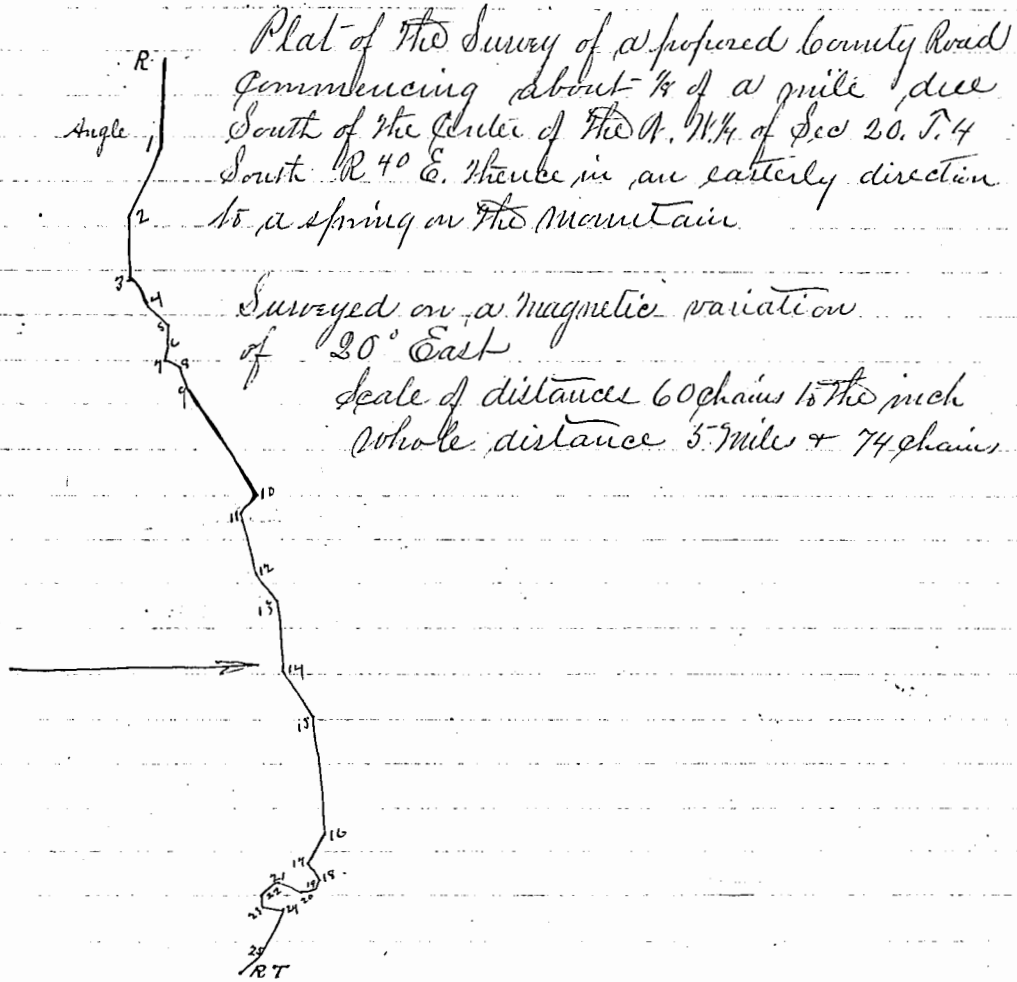 Plat of the Survey of a proposed County Road
Commencing about 1/8 of a mile due
South of the Center of the N. W. 1/4 of Sec 20. T. 4
South R 40 E. thence in an easterly direction
to a spring on the mountain
Surveyed on a Magnetic variation
of 20° East
Scale of distances 60 chains to the inch
whole distance 5 Mile & 74 chains
R.
Angle 1
2
3
4
5
6
7 8
9
10
11
12
13
14
15
16
17
18
19
20
21
22
23
24
25
R T